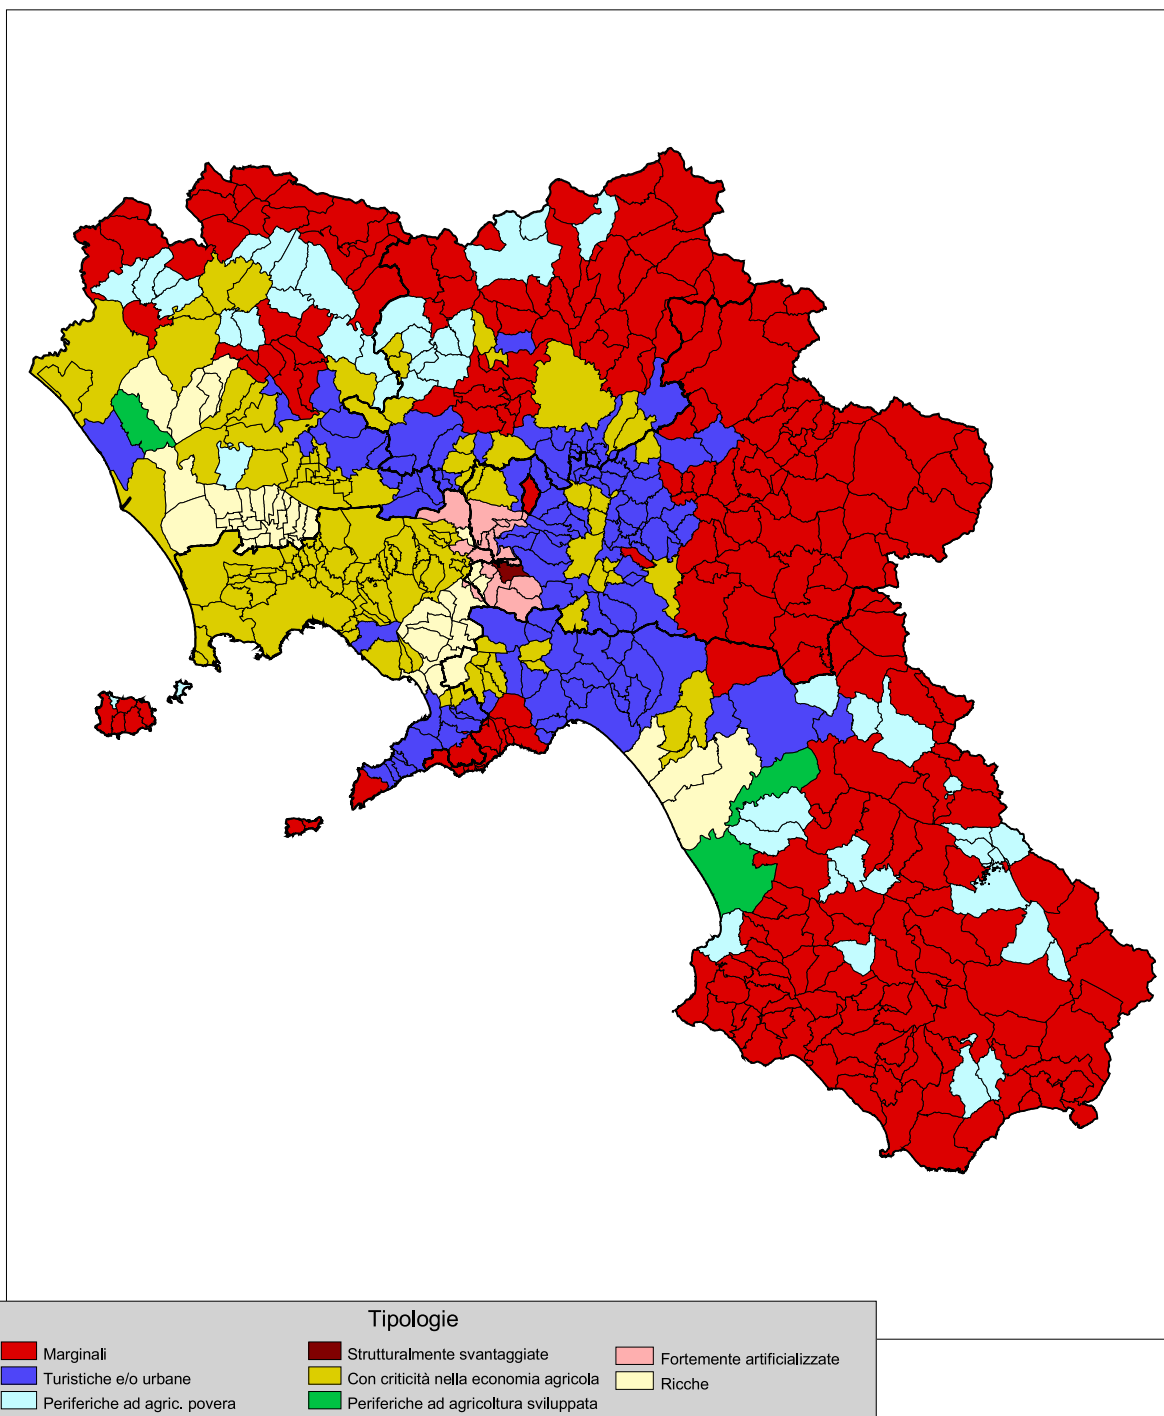 Tipologie
Marginali
Turistiche e/o urbane
Periferiche ad agric. povera
Strutturalmente svantaggiate
Con criticità nella economia agricola
Periferiche ad agricoltura sviluppata
Fortemente artificializzate
Ricche